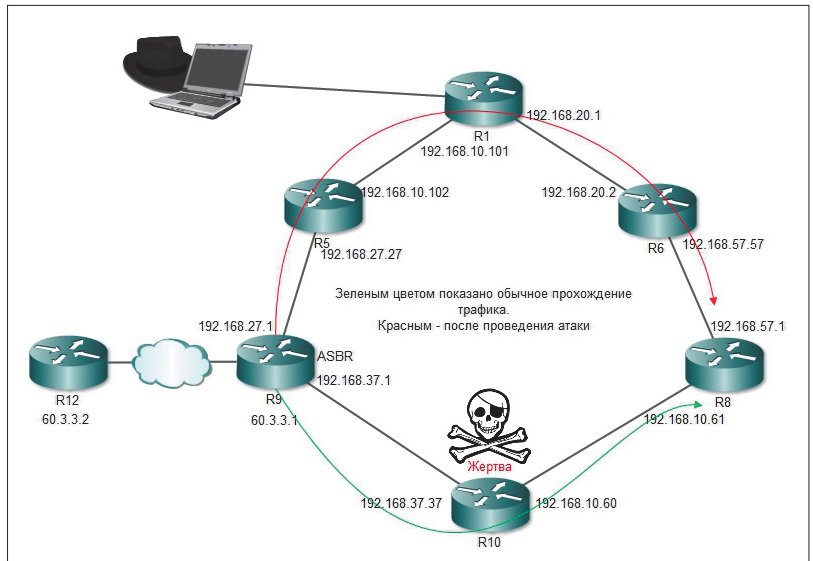 192.168.20.1
R1
192.168.10.101
192.168.10.102
192.168.20.2
R5
R6
192.168.57.57
192.168.27.27
Зеленым цветом показано обычное прохождение
трафика.
Красным - после проведения атаки
192.168.27.1
192.168.57.1
ASBR
192.168.37.1
R12
R9
R8
60.3.3.2
60.3.3.1
192.168.10.61
Жертва
192.168.37.37
192.168.10.60
R10